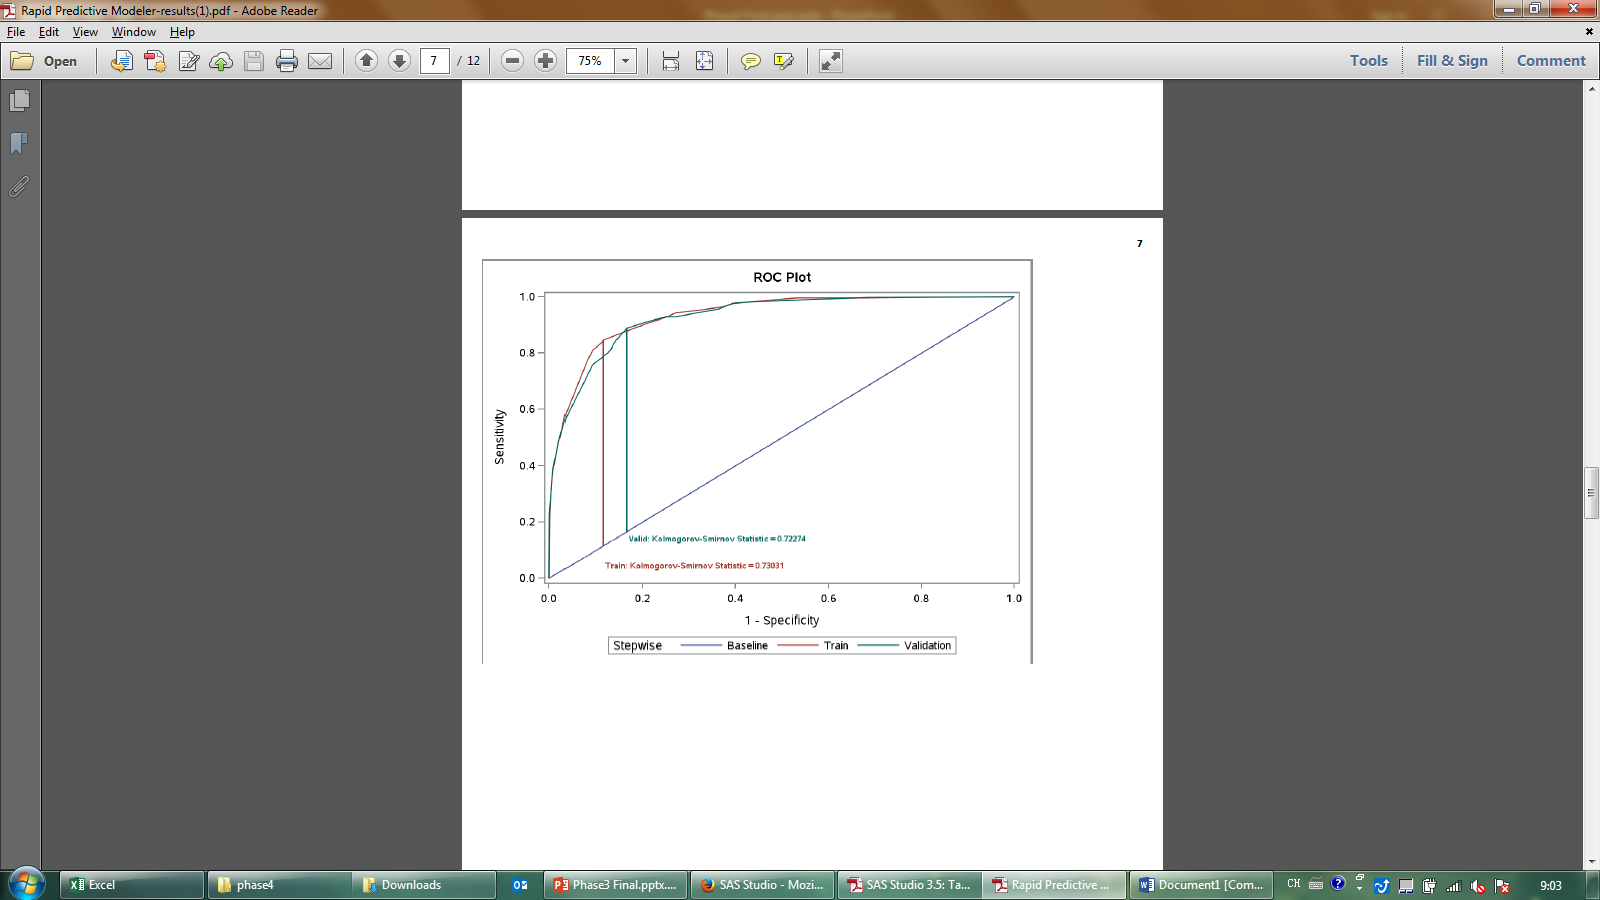 Rapid Predictive Modeler-results(1).pdf - Adobe Reader
File Edit View Window Help
Open 7 / 12 75% Tools Fill & Sign Comment
7
ROC Plot
1.0
0.8
0.6
0.4
0.2
0.0
Sensitivity
Valid: Kolmogorov-Smirnov Statistic = 0.72274
Train: Kolmogorov-Smirnov Statistic = 0.73031
0.0 0.2 0.4 0.6 0.8 1.0
1 - Specificity
Stepwise Baseline Train Validation
Excel phase4 Downloads Phase3 Final.pptx.... SAS Studio - Mozi... SAS Studio 3.5: Ta... Rapid Predictive ... Document1 [Com... CH 9:03